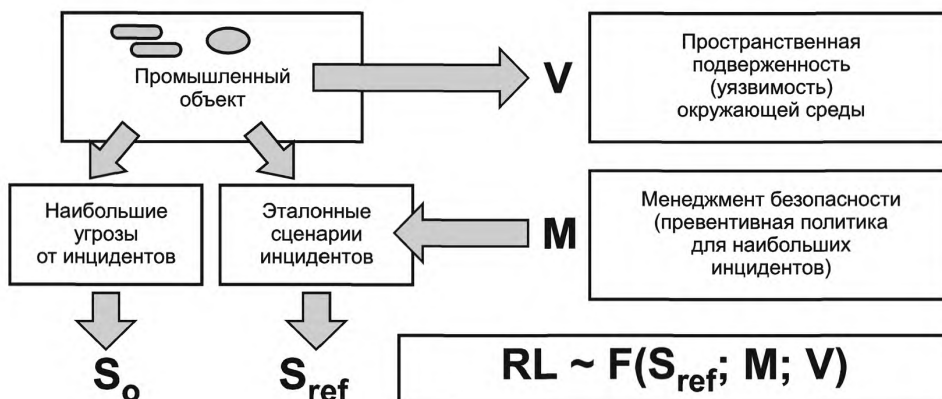 Промышленный
объект
V
Пространственная
подверженность
(уязвимость)
окружающей среды
Наибольшие
угрозы
от инцидентов
Эталонные
сценарии
инцидентов
M
Менеджмент безопасности
(превентивная политика
для наибольших
инцидентов)
So
Sref
RL ~ F(Sref; M; V)